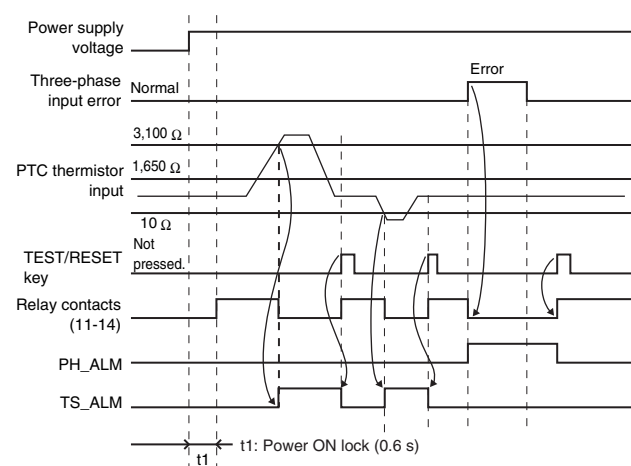 Power supply
voltage
Error
Three-phase
input error
Normal
3,100 Ω
PTC thermistor
input
1,650 Ω
10 Ω
TEST/RESET
key
Not
pressed.
Relay contacts
(11-14)
PH_ALM
TS_ALM
t1
t1: Power ON lock (0.6 s)